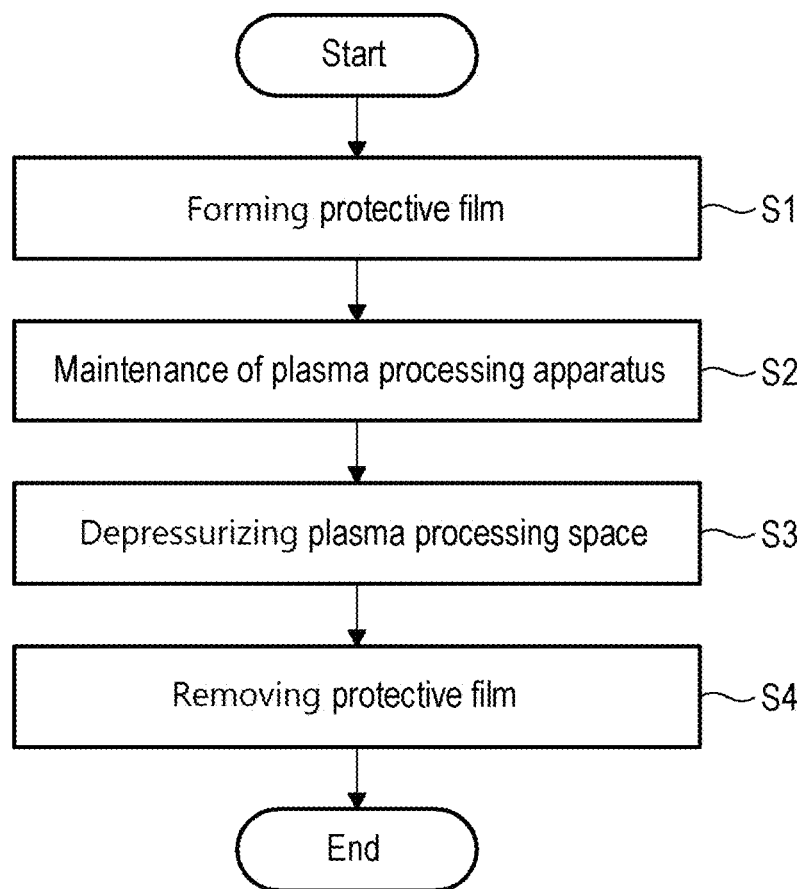 Start
Forming protective film
S1
Maintenance of plasma processing apparatus
S2
Depressurizing plasma processing space
S3
Removing protective film
S4
End